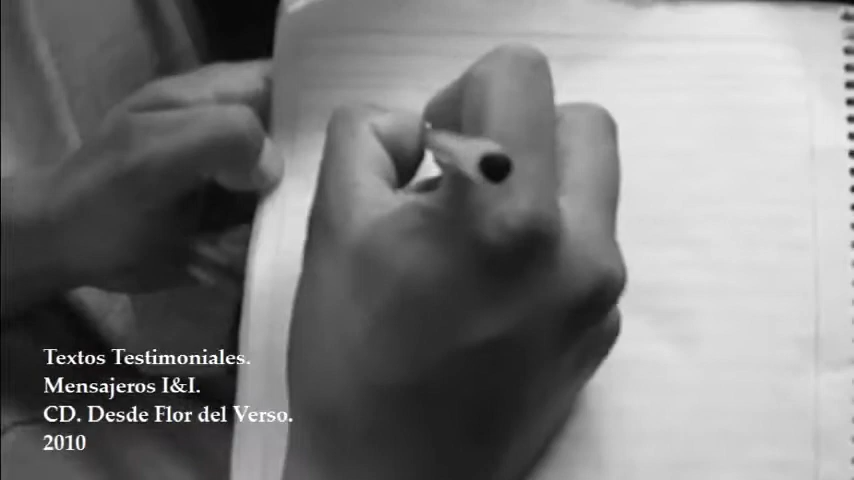 Textos Testimoniales.
Mensajeros I&I.
CD. Desde Flor del Verso.
2010